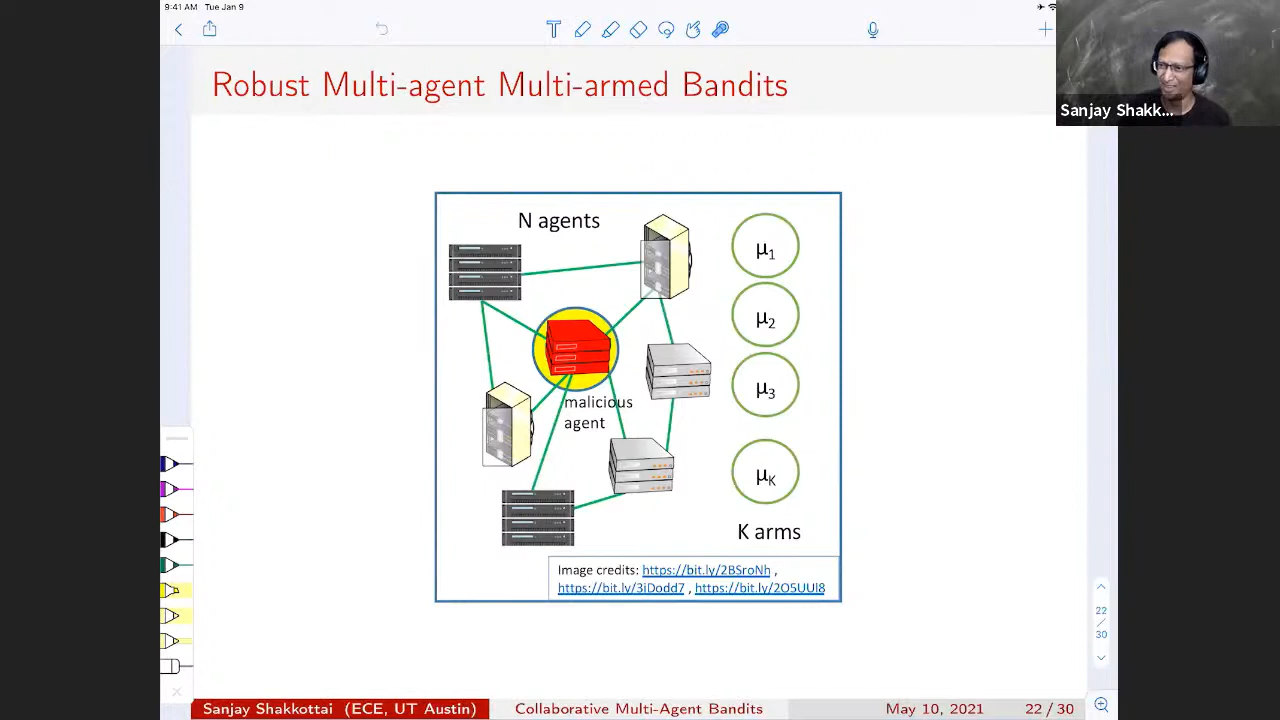 9:41 AM Tue Jan 9
Robust Multi-agent Multi-armed Bandits
Sanjay Shakk...
N agents
μ1
μ2
μ3
μK
malicious
agent
K arms
Image credits: https://bit.ly/2BSroNh ,
https://bit.ly/3iDodd7 , https://bit.ly/2O5UUl8
22
/
30
Sanjay Shakkottai (ECE, UT Austin) Collaborative Multi-Agent Bandits May 10, 2021 22 / 30